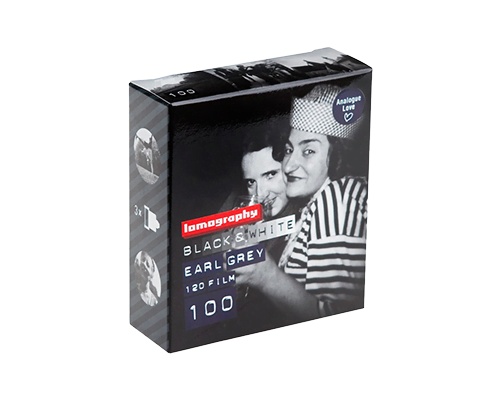 100
Analogue
Love
3x
lomography
BLACK & WHITE
EARL GREY
120 FILM
100